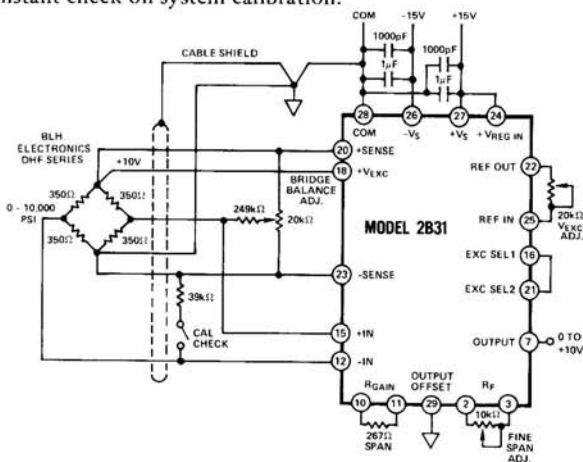 nstant check on system calibration.
COM -15V +15V
1000pF 1000pF
1µF 1µF
CABLE SHIELD
28 26 27 24
COM -VS +VS +VREG IN
BLH
ELECTRONICS
DHF SERIES
+10V
20 +SENSE
18 +VEXC
BRIDGE
BALANCE
ADJ.
REF OUT 22
350Ω 350Ω
0 - 10,000
PSI
350Ω 350Ω
249kΩ 20kΩ
MODEL 2B31
20kΩ
VEXC
ADJ.
REF IN 25
EXC SEL1 16
EXC SEL2 21
23 -SENSE
39kΩ
CAL
CHECK
15 +IN
12 -IN
OUTPUT 7 0 TO
+10V
RGAIN OUTPUT
OFFSET RF
10 11 29 2 3
267Ω
SPAN
10kΩ
FINE
SPAN
ADJ.